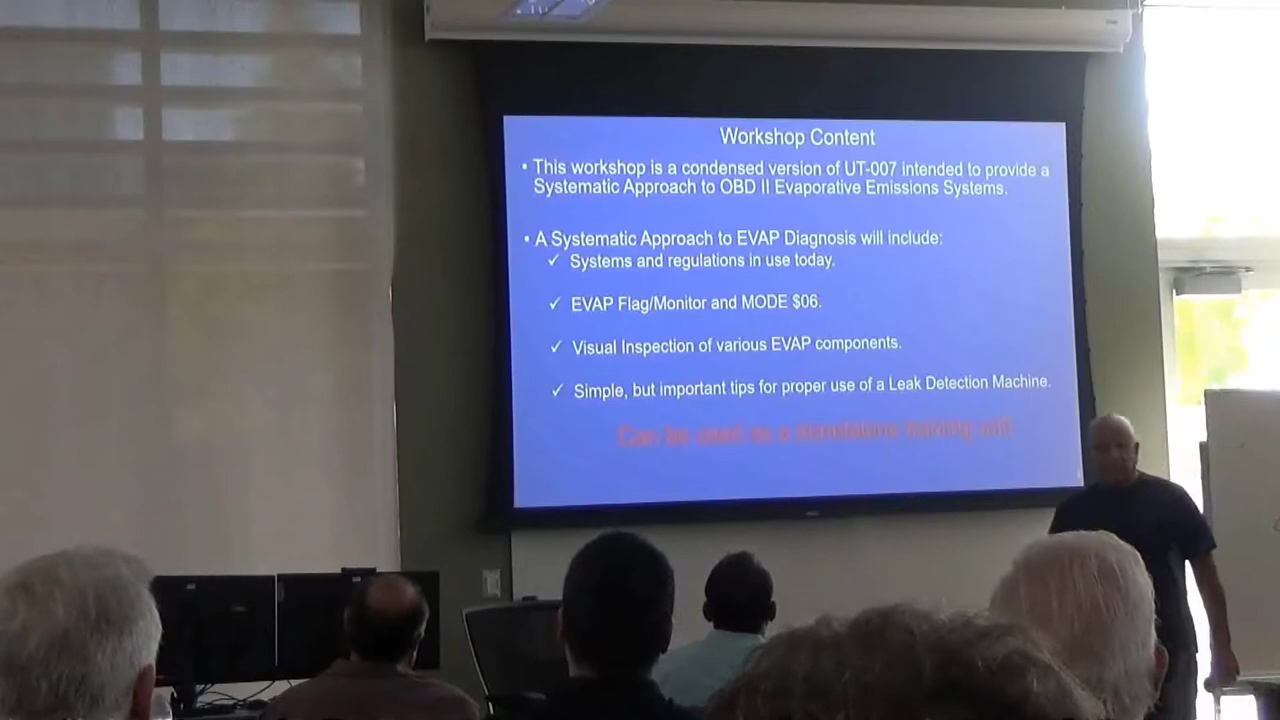 Workshop Content
• This workshop is a condensed version of UT-007 intended to provide a
Systematic Approach to OBD II Evaporative Emissions Systems.
• A Systematic Approach to EVAP Diagnosis will include:
✓ Systems and regulations in use today.
✓ EVAP Flag/Monitor and MODE $06.
✓ Visual Inspection of various EVAP components.
✓ Simple, but important tips for proper use of a Leak Detection Machine.
Can be used as a standalone training unit